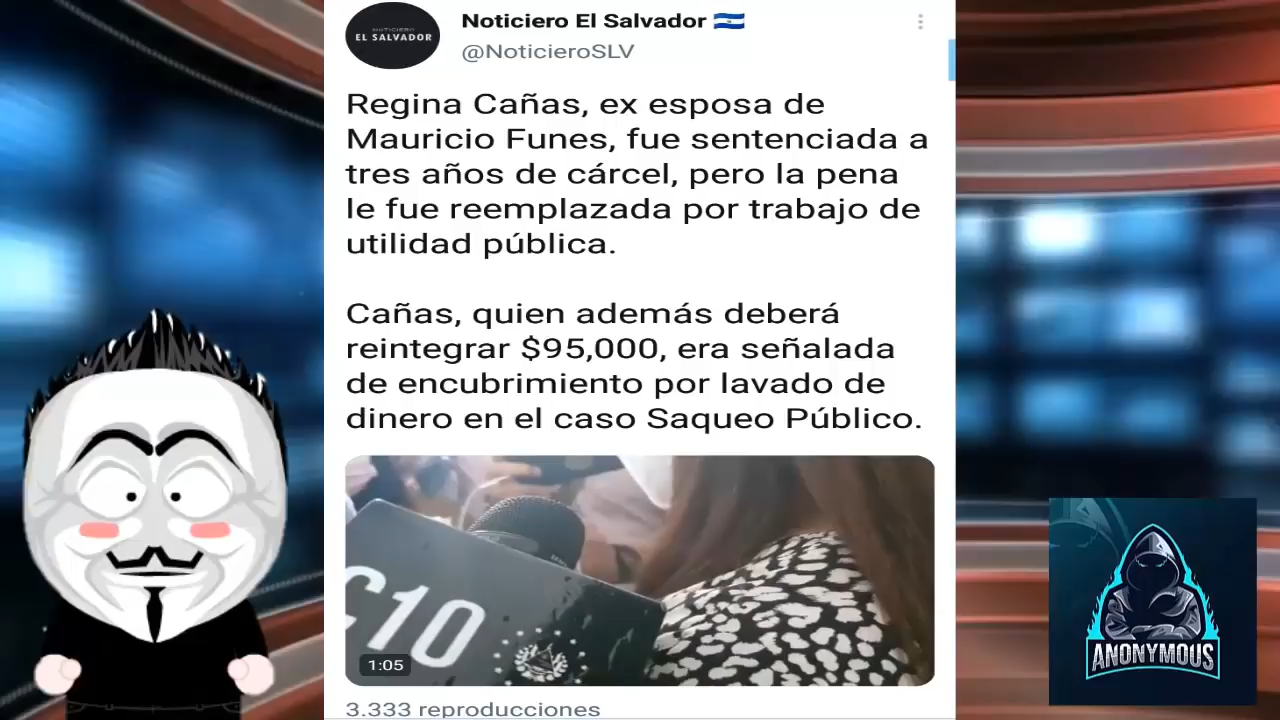 NOTICIERO
EL SALVADOR
Noticiero El Salvador
@NoticieroSLV
Regina Cañas, ex esposa de
Mauricio Funes, fue sentenciada a
tres años de cárcel, pero la pena
le fue reemplazada por trabajo de
utilidad pública.
Cañas, quien además deberá
reintegrar $95,000, era señalada
de encubrimiento por lavado de
dinero en el caso Saqueo Público.
C10
1:05
3.333 reproducciones
ANONYMOUS